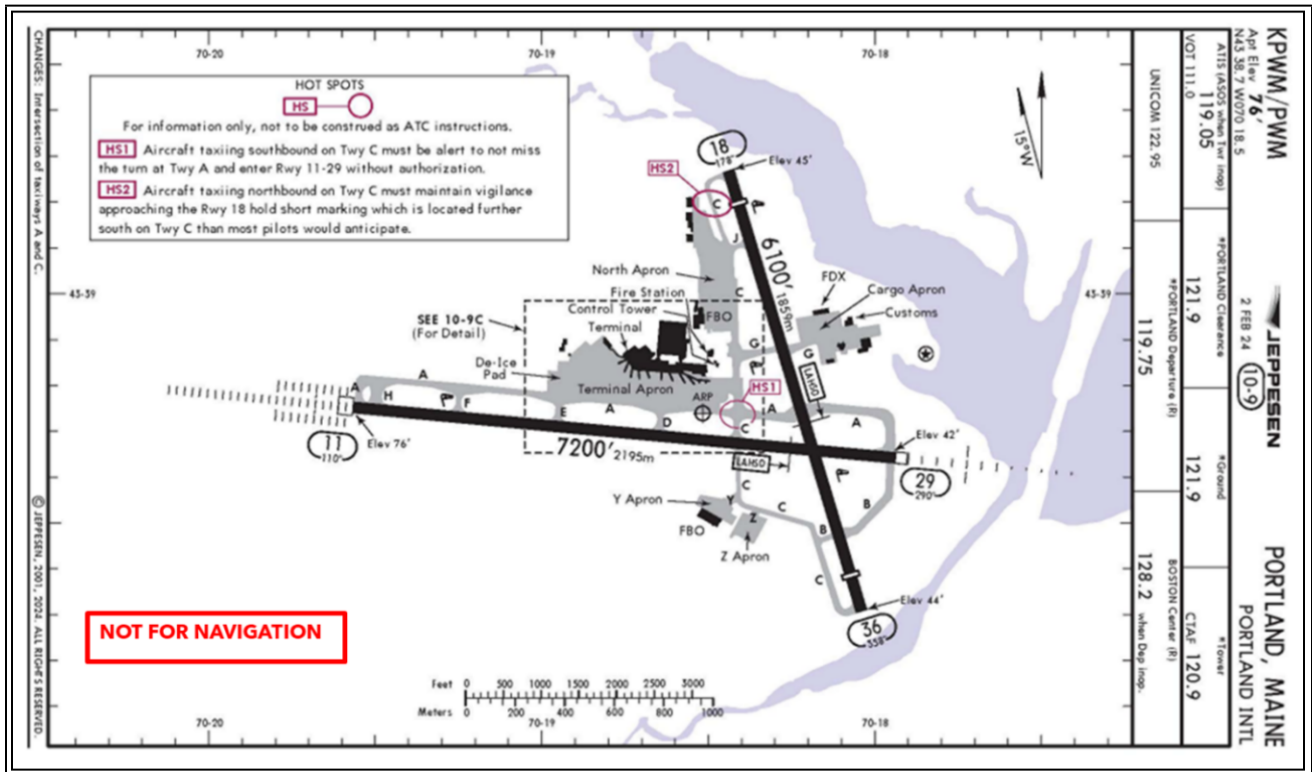 KPWM/PWM
Apt Elev 76'
N43 38.7 W070 18.5
JEPPESEN
2 FEB 24 10-9
PORTLAND, MAINE
PORTLAND INTL
ATIS (ASOS when Twr inop)
119.05
VOT 111.0
*PORTLAND Clearance
121.9
*Ground
121.9
*Tower
CTAF 120.9
UNICOM 122.95
*PORTLAND Departure (R)
119.75
BOSTON Center (R)
128.2 when Dep inop.
70-20
70-19
70-18
HOT SPOTS
HS
For information only, not to be construed as ATC instructions.
HS1 Aircraft taxiing southbound on Twy C must be alert to not miss
the turn at Twy A and enter Rwy 11-29 without authorization.
HS2 Aircraft taxiing northbound on Twy C must maintain vigilance
approaching the Rwy 18 hold short marking which is located further
south on Twy C than most pilots would anticipate.
15°W
18
178°
Elev 45'
HS2
C
J
6100' 1859m
North Apron
C
FDX
Cargo Apron
Customs
43-39
43-39
Fire Station
Control Tower
FBO
Terminal
SEE 10-9C
(For Detail)
G
G
De-Ice
Pad
Terminal Apron
LAHSO
HS1
ARP
A
A
H
F
E
A
D
A
A
C
11
110°
Elev 76'
7200' 2195m
LAHSO
Elev 42'
29
290°
C
Y Apron
Y
Z
C
B
B
FBO
Z Apron
C
Elev 44'
36
358°
NOT FOR NAVIGATION
Feet 0 500 1000 1500 2000 2500 3000
Meters 0 200 400 600 800 1000
70-20
70-19
70-18
CHANGES: Intersection of taxiways A and C.
© JEPPESEN, 2001, 2024. ALL RIGHTS RESERVED.